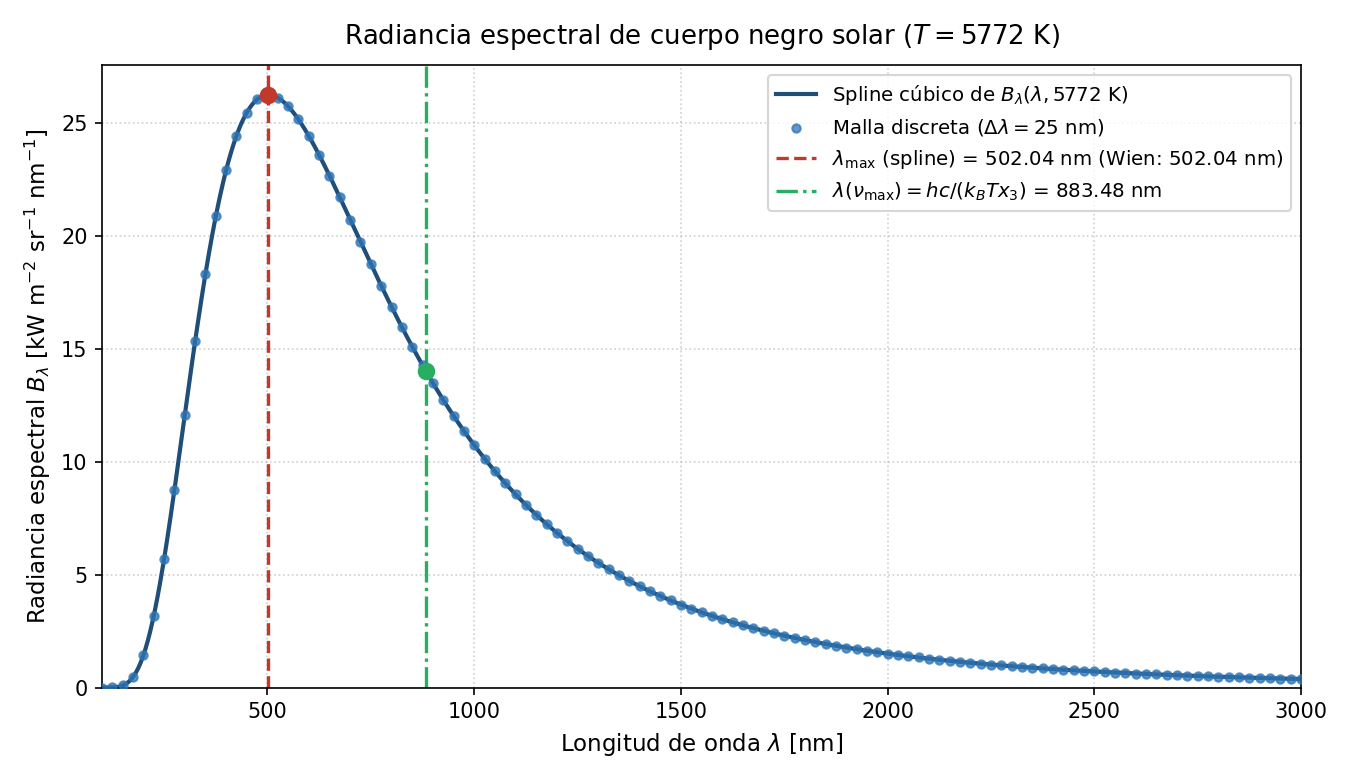 Radiancia espectral de cuerpo negro solar (T = 5772 K)
Spline cúbico de B_λ(λ, 5772 K)
Malla discreta (Δλ = 25 nm)
λ_max (spline) = 502.04 nm (Wien: 502.04 nm)
λ(ν_max) = hc/(k_B T x_3) = 883.48 nm
Radiancia espectral B_λ [kW m⁻² sr⁻¹ nm⁻¹]
25
20
15
10
5
0
500 1000 1500 2000 2500 3000
Longitud de onda λ [nm]